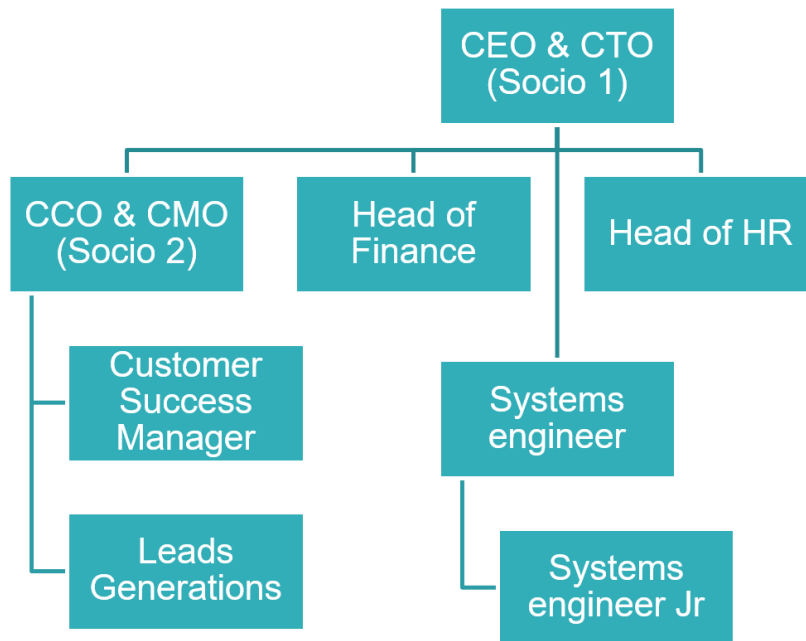 CEO & CTO
(Socio 1)
CCO & CMO
(Socio 2)
Head of
Finance
Head of HR
Customer
Success
Manager
Systems
engineer
Leads
Generations
Systems
engineer Jr